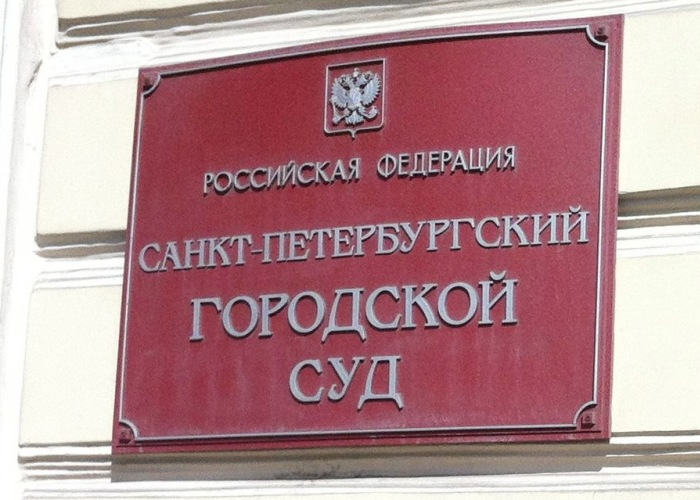 РОССИЙСКАЯ ФЕДЕРАЦИЯ
САНКТ-ПЕТЕРБУРГСКИЙ
ГОРОДСКОЙ
СУД